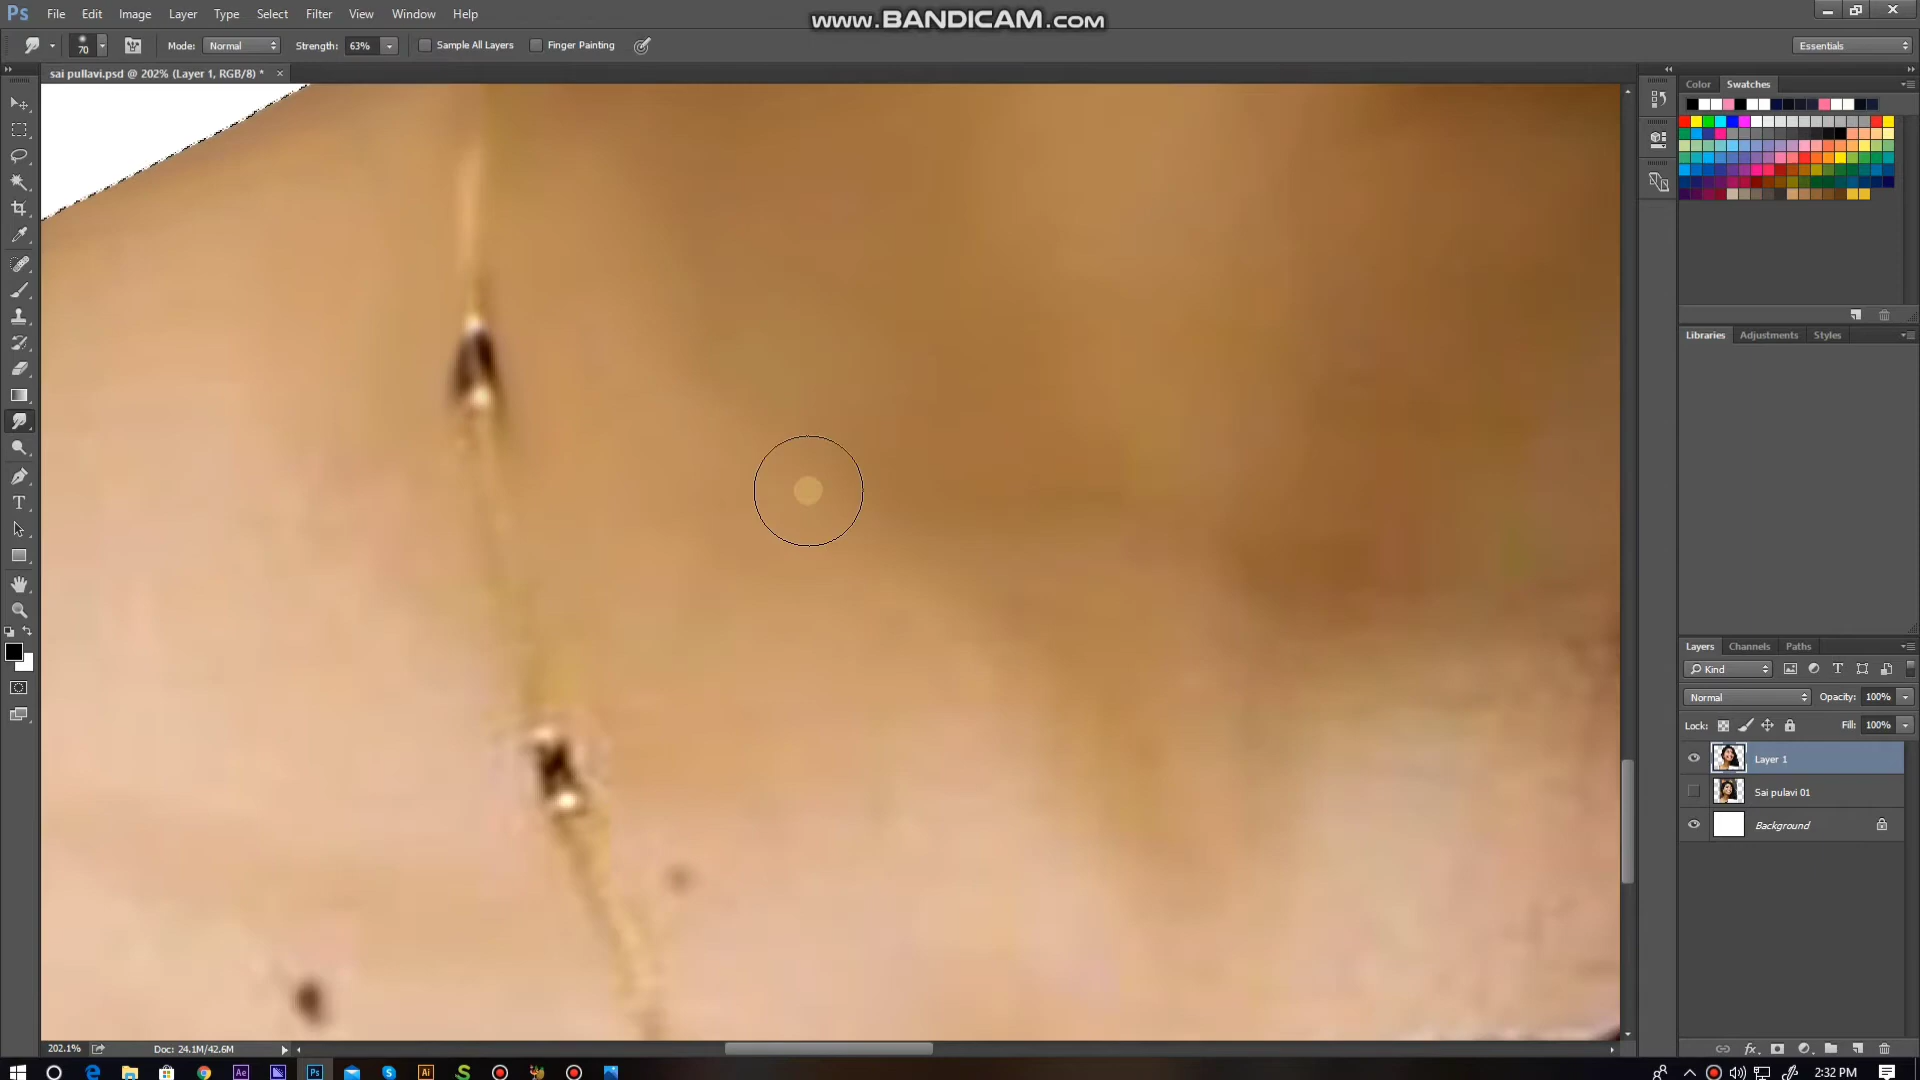 Ps File Edit Image Layer Type Select Filter View Window Help
www.BANDICAM.com
70 Mode: Normal Strength: 63% Sample All Layers Finger Painting Essentials
sai pullavi.psd @ 202% (Layer 1, RGB/8) * ×
Color Swatches
Libraries Adjustments Styles
Layers Channels Paths
Kind
Normal Opacity: 100%
Lock: Fill: 100%
Layer 1
Sai pulavi 01
Background
202.1% Doc: 24.1M/42.6M
2:32 PM